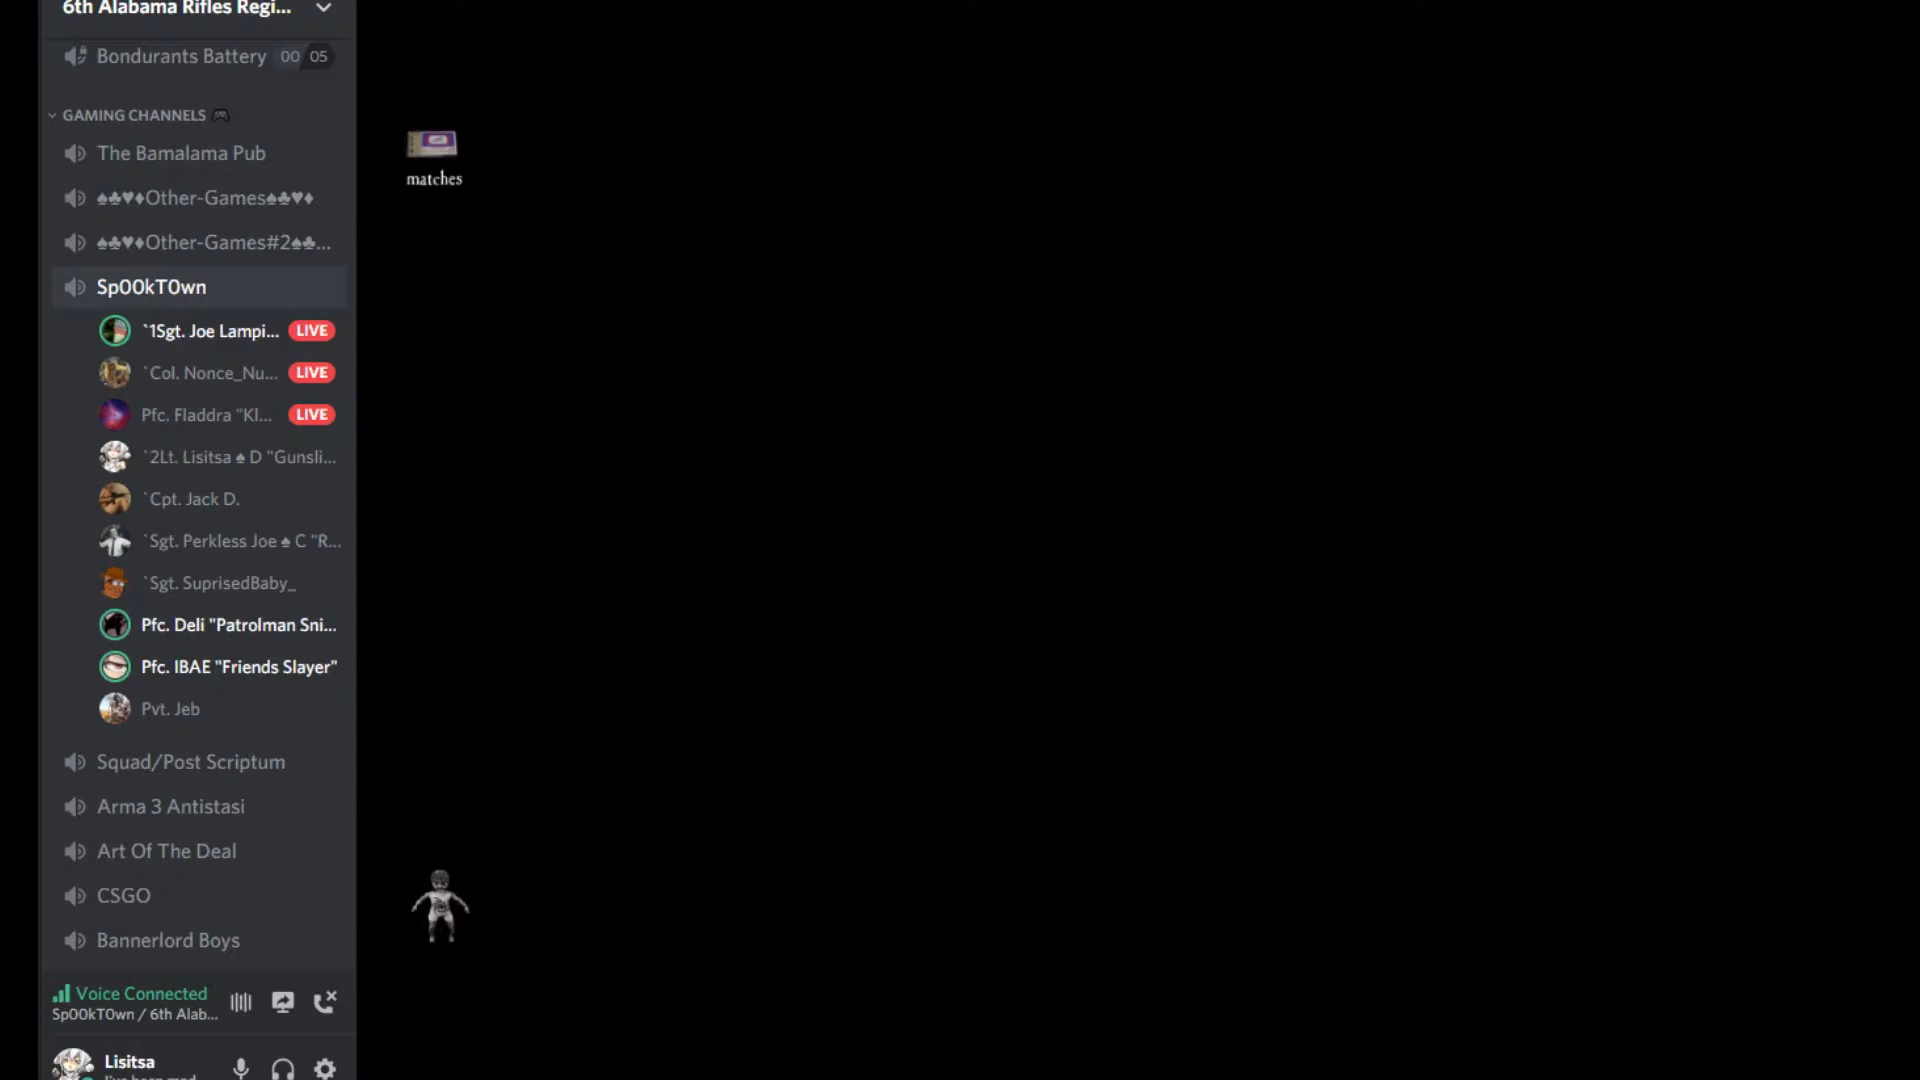 6th Alabama Rifles Regi...
Bondurants Battery 00 05
GAMING CHANNELS 🎮
The Bamalama Pub
♠♣♥♦Other-Games♠♣♥♦
♠♣♥♦Other-Games#2♠♣...
Sp00kT0wn
`1Sgt. Joe Lampi... LIVE
`Col. Nonce_Nu... LIVE
Pfc. Fladdra "Kl... LIVE
`2Lt. Lisitsa ♠ D "Gunsli...
`Cpt. Jack D.
`Sgt. Perkless Joe ♠ C "R...
`Sgt. SuprisedBaby_
Pfc. Deli "Patrolman Sni...
Pfc. IBAE "Friends Slayer"
Pvt. Jeb
Squad/Post Scriptum
Arma 3 Antistasi
Art Of The Deal
CSGO
Bannerlord Boys
Voice Connected
Sp00kT0wn / 6th Alab...
Lisitsa
matches